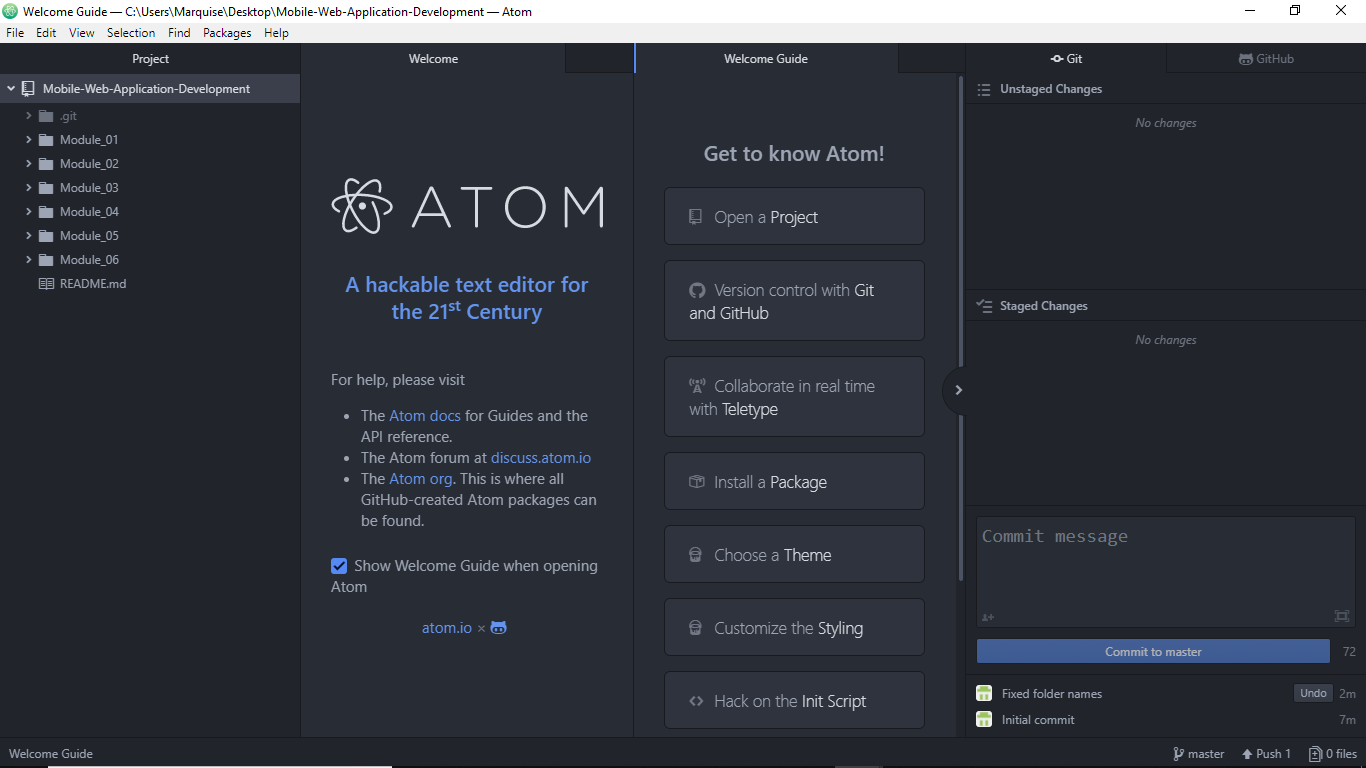 Welcome Guide — C:\Users\Marquise\Desktop\Mobile-Web-Application-Development — Atom
File Edit View Selection Find Packages Help
Project
Mobile-Web-Application-Development
.git
Module_01
Module_02
Module_03
Module_04
Module_05
Module_06
README.md
Welcome
ATOM
A hackable text editor for
the 21st Century
For help, please visit
• The Atom docs for Guides and the
API reference.
• The Atom forum at discuss.atom.io
• The Atom org. This is where all
GitHub-created Atom packages can
be found.
Show Welcome Guide when opening
Atom
atom.io ×
Welcome Guide
Get to know Atom!
Open a Project
Version control with Git
and GitHub
Collaborate in real time
with Teletype
Install a Package
Choose a Theme
Customize the Styling
Hack on the Init Script
Git
GitHub
Unstaged Changes
No changes
Staged Changes
No changes
Commit message
Commit to master 72
Fixed folder names Undo 2m
Initial commit 7m
Welcome Guide
master Push 1 0 files